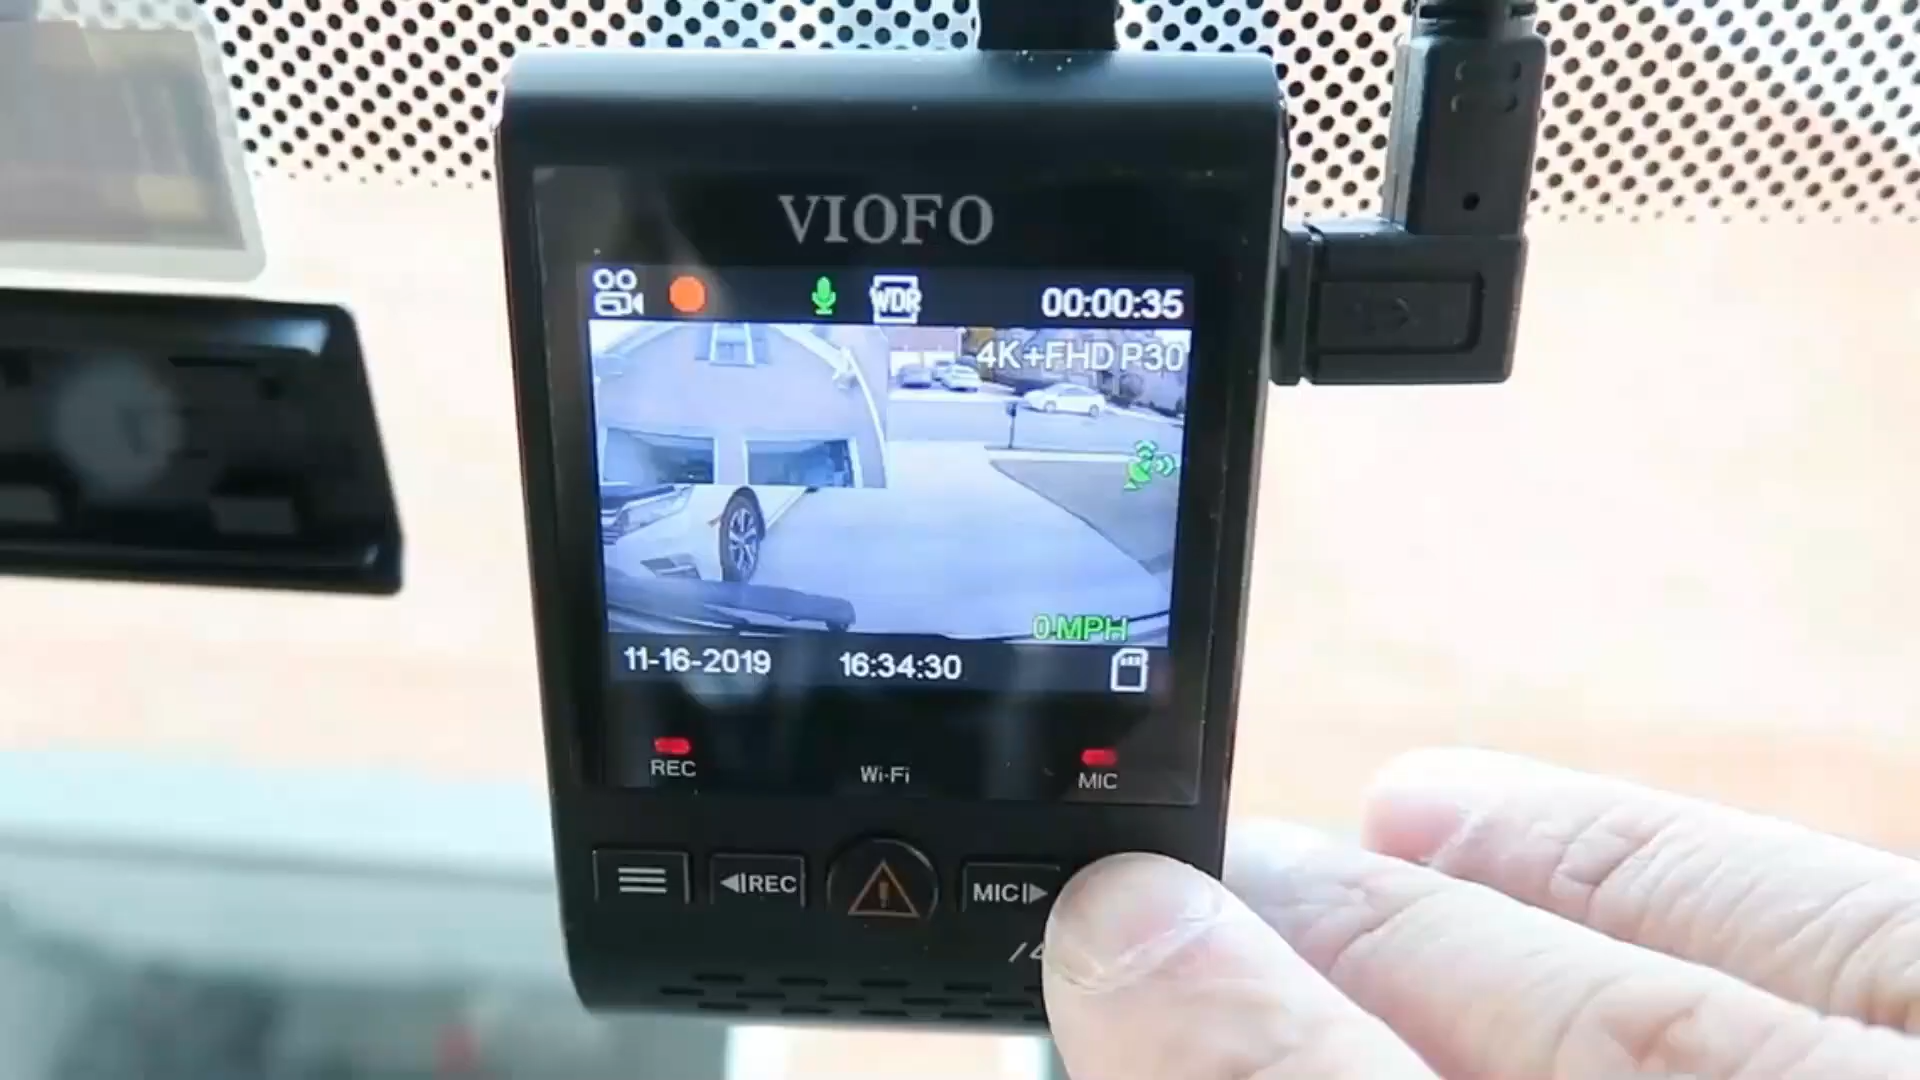 VIOFO
WDR 00:00:35
4K+FHD P30
0 MPH
11-16-2019 16:34:30
REC Wi-Fi MIC
REC MIC